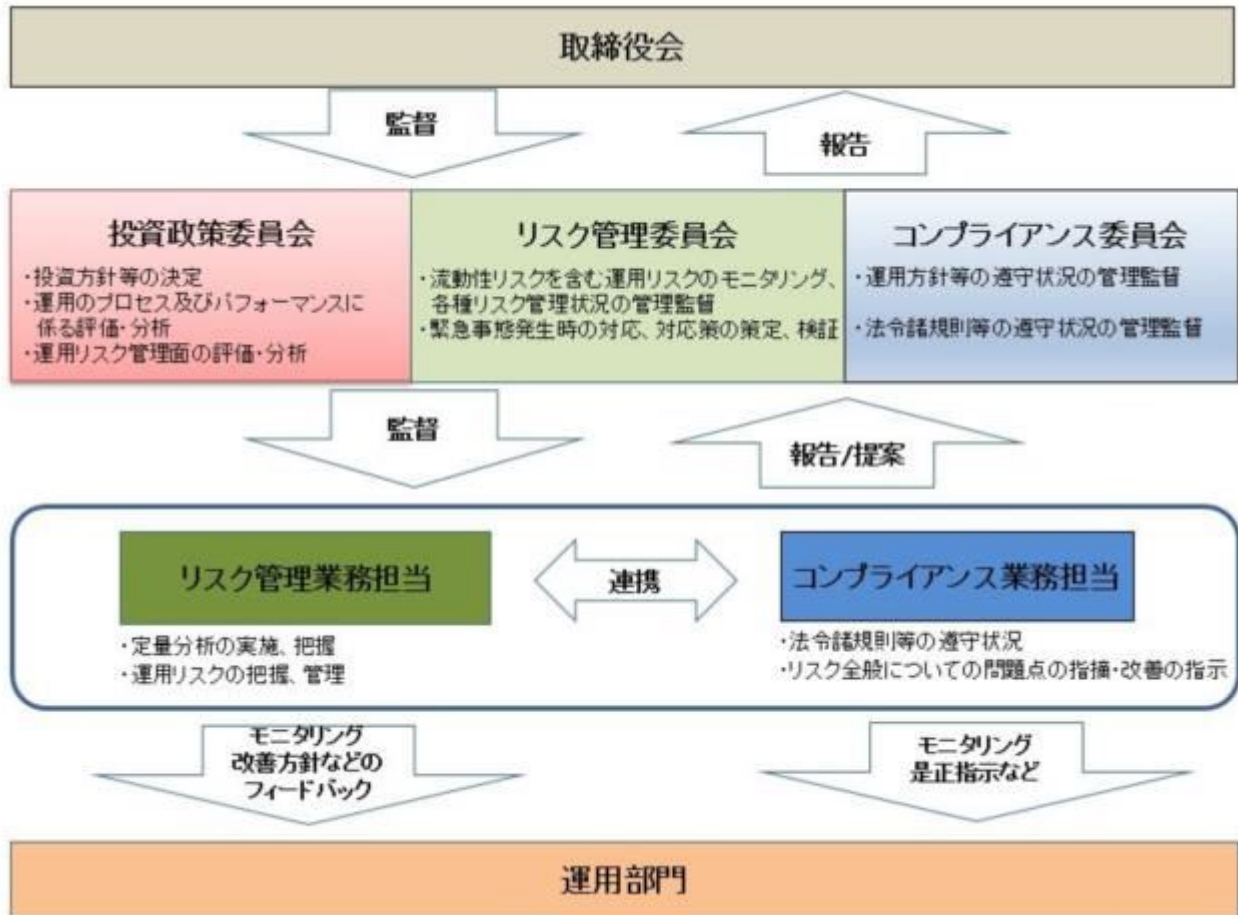 取締役会
監督
報告
投資政策委員会
・投資方針等の決定
・運用のプロセス及びパフォーマンスに
係る評価・分析
・運用リスク管理面の評価・分析
リスク管理委員会
・流動性リスクを含む運用リスクのモニタリング、
各種リスク管理状況の管理監督
・緊急事態発生時の対応、対応策の策定、検証
コンプライアンス委員会
・運用方針等の遵守状況の管理監督
・法令諸規則等の遵守状況の管理監督
監督
報告/提案
リスク管理業務担当
・定量分析の実施、把握
・運用リスクの把握、管理
連携
コンプライアンス業務担当
・法令諸規則等の遵守状況
・リスク全般についての問題点の指摘・改善の指示
モニタリング
改善方針などの
フィードバック
モニタリング
是正指示など
運用部門